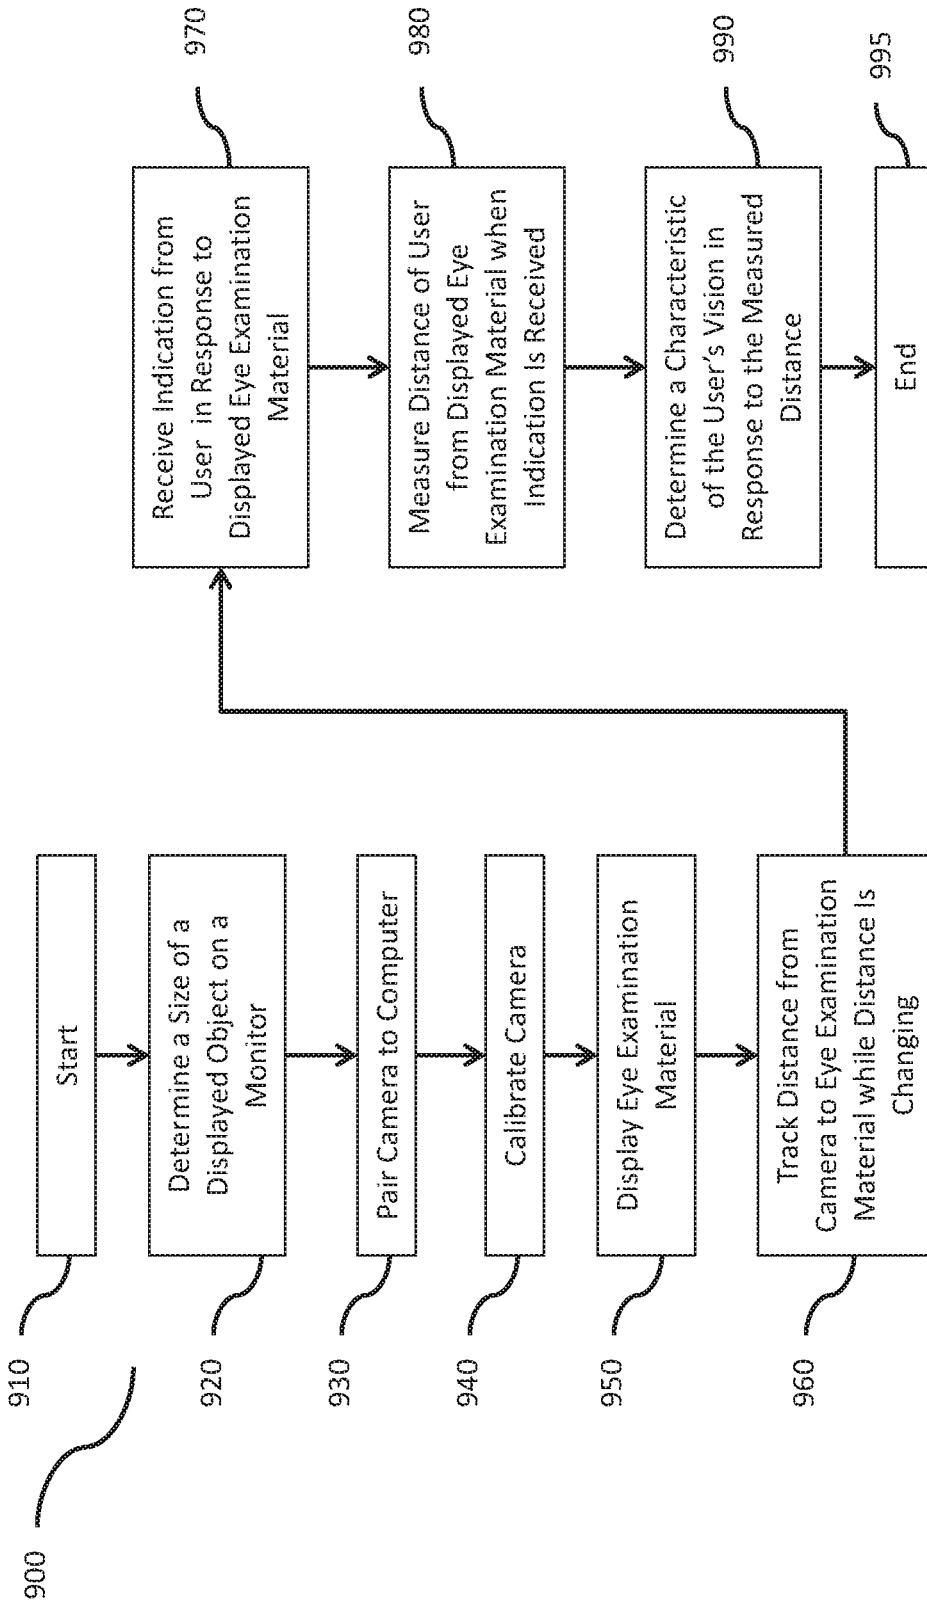 900
910
Start
920
Determine a Size of a
Displayed Object on a
Monitor
930
Pair Camera to Computer
940
Calibrate Camera
950
Display Eye Examination
Material
960
Track Distance from
Camera to Eye Examination
Material while Distance Is
Changing
970
Receive Indication from
User in Response to
Displayed Eye Examination
Material
980
Measure Distance of User
from Displayed Eye
Examination Material when
Indication Is Received
990
Determine a Characteristic
of the User's Vision in
Response to the Measured
Distance
995
End